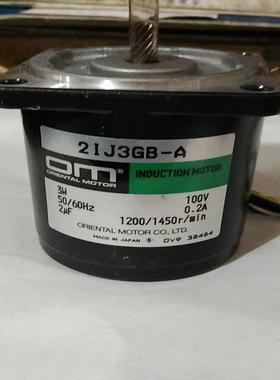 2IJ3GB-A
OM® INDUCTION MOTOR
ORIENTAL MOTOR
3W 100V
50/60Hz 0.2A
2μF 1200/1450r/min
ORIENTAL MOTOR CO., LTD.
MADE IN JAPAN S DV9 38484